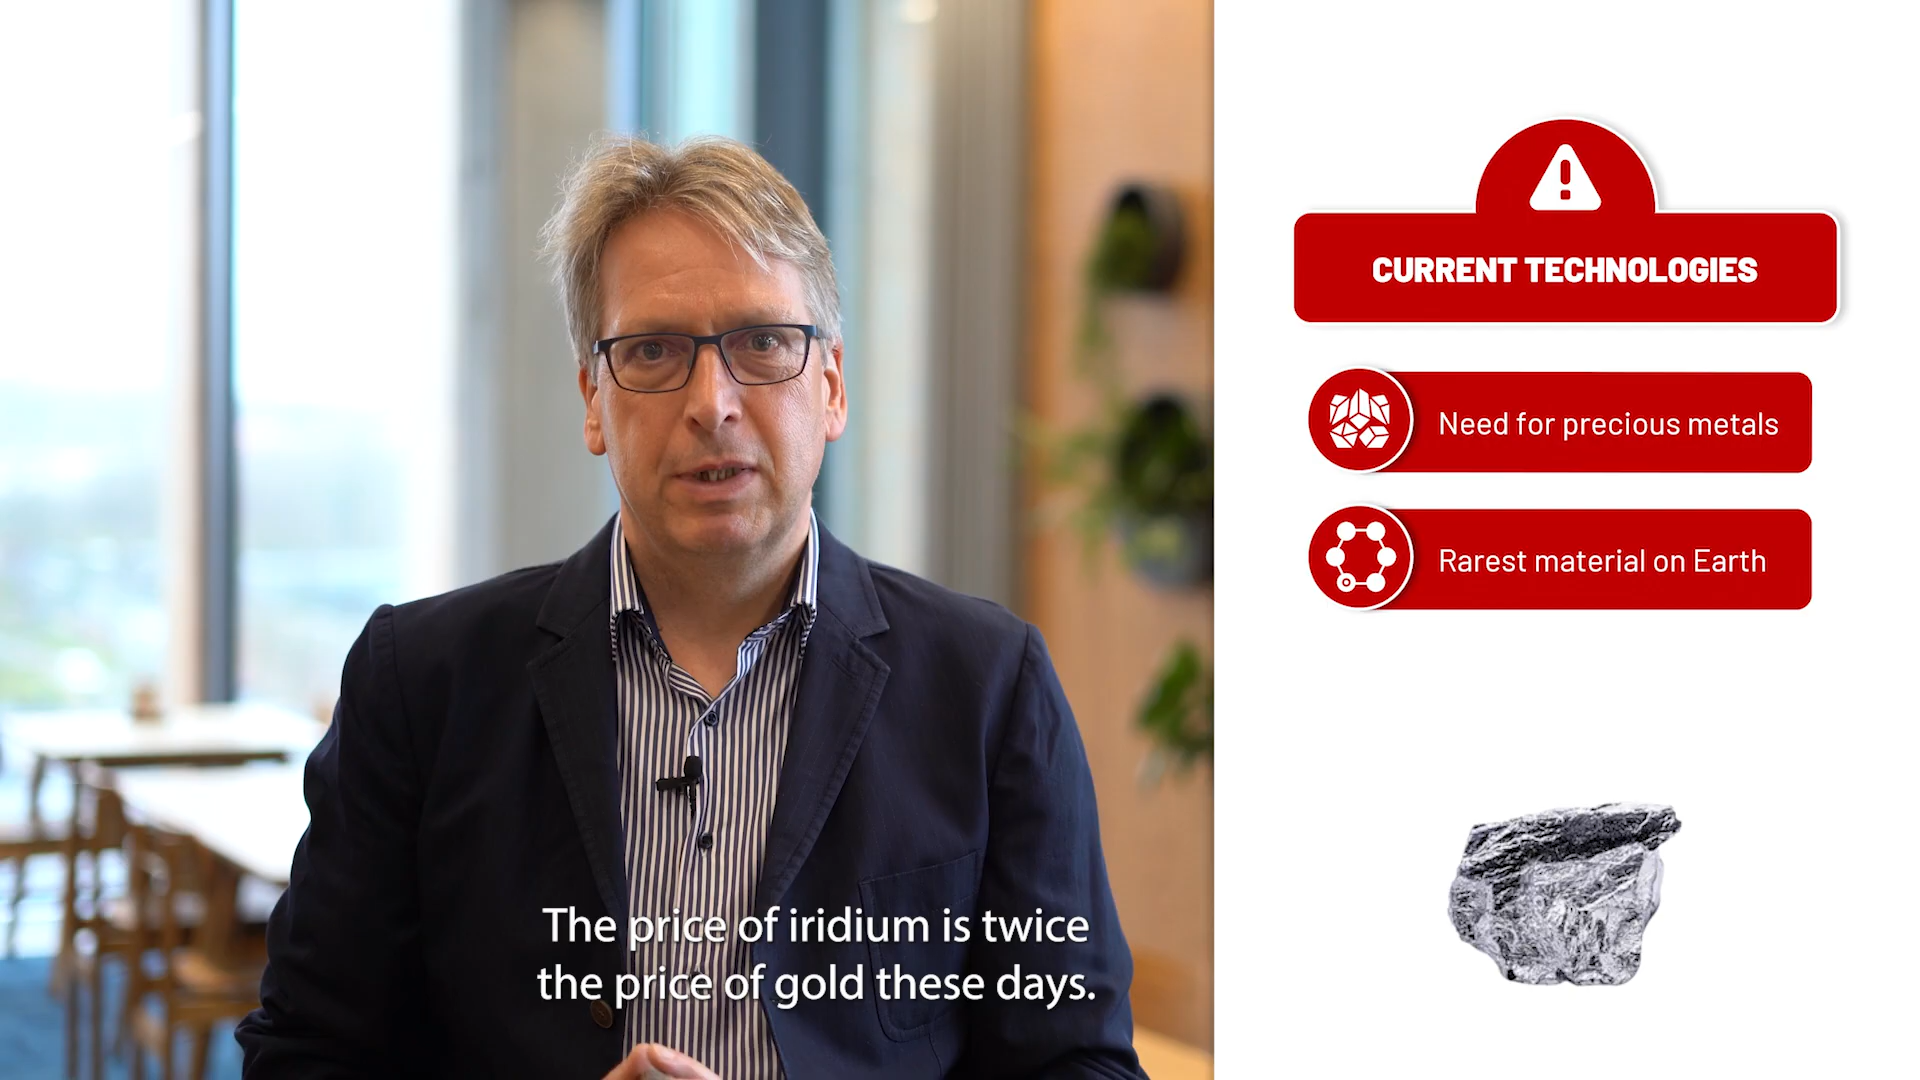 CURRENT TECHNOLOGIES
Need for precious metals
Rarest material on Earth
The price of iridium is twice
the price of gold these days.